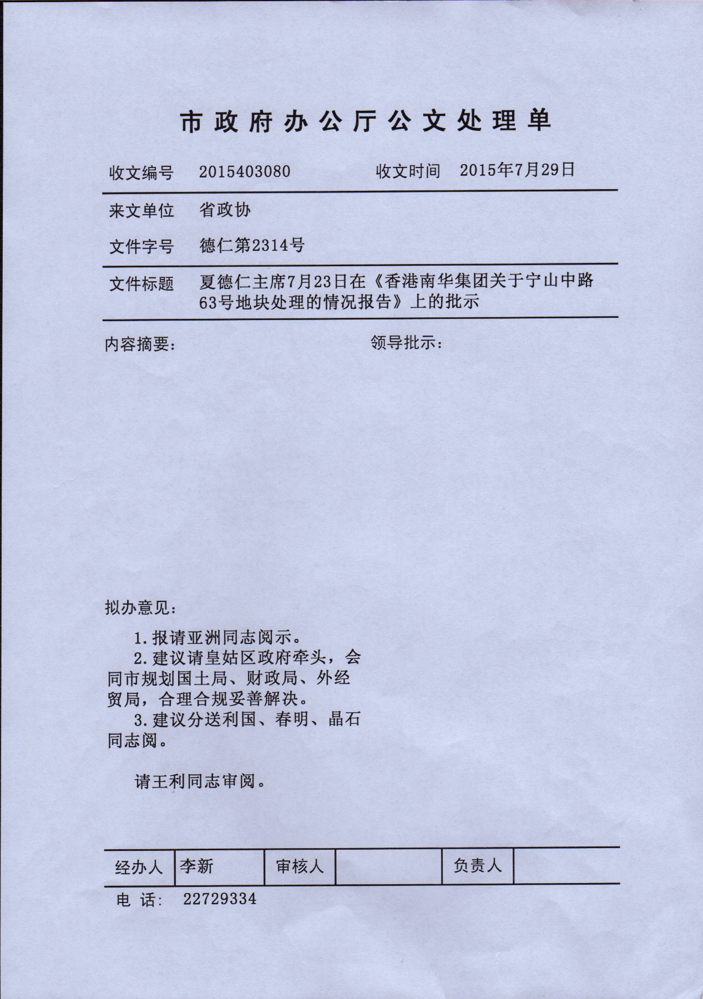 市政府办公厅公文处理单
收文编号 2015403080 收文时间 2015年7月29日
来文单位 省政协
文件字号 德仁第2314号
文件标题 夏德仁主席7月23日在《香港南华集团关于宁山中路
63号地块处理的情况报告》上的批示
内容摘要: 领导批示:
拟办意见:
1.报请亚洲同志阅示。
2.建议请皇姑区政府牵头，会
同市规划国土局、财政局、外经
贸局，合理合规妥善解决。
3.建议分送利国、春明、晶石
同志阅。
请王利同志审阅。
经办人 李新 审核人 负责人
电 话: 22729334